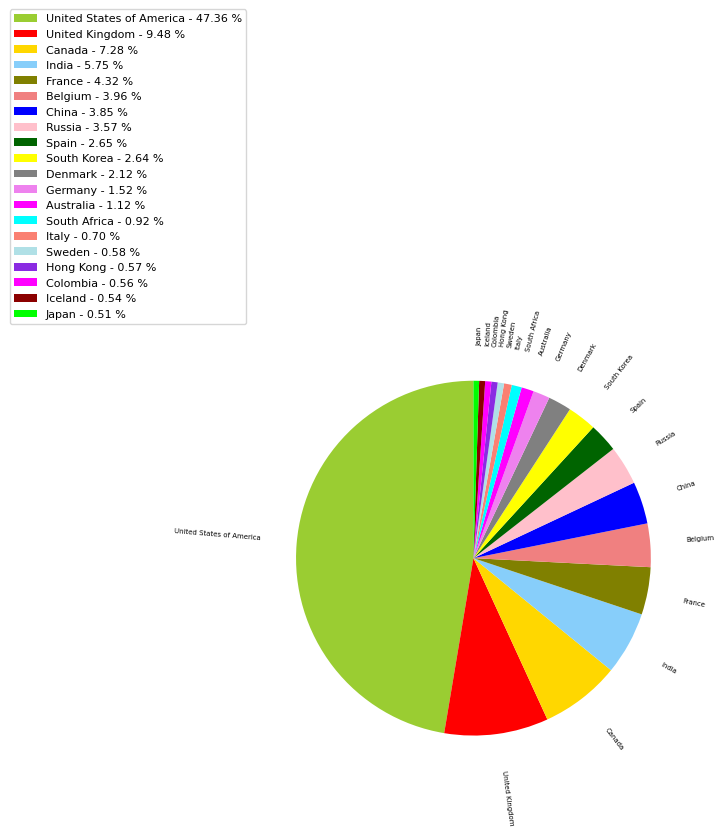 United States of America - 47.36 %
United Kingdom - 9.48 %
Canada - 7.28 %
India - 5.75 %
France - 4.32 %
Belgium - 3.96 %
China - 3.85 %
Russia - 3.57 %
Spain - 2.65 %
South Korea - 2.64 %
Denmark - 2.12 %
Germany - 1.52 %
Australia - 1.12 %
South Africa - 0.92 %
Italy - 0.70 %
Sweden - 0.58 %
Hong Kong - 0.57 %
Colombia - 0.56 %
Iceland - 0.54 %
Japan - 0.51 %
Japan
Iceland
Colombia
Hong Kong
Sweden
Italy
South Africa
Australia
Germany
Denmark
South Korea
Spain
Russia
China
Belgium
France
India
Canada
United Kingdom
United States of America